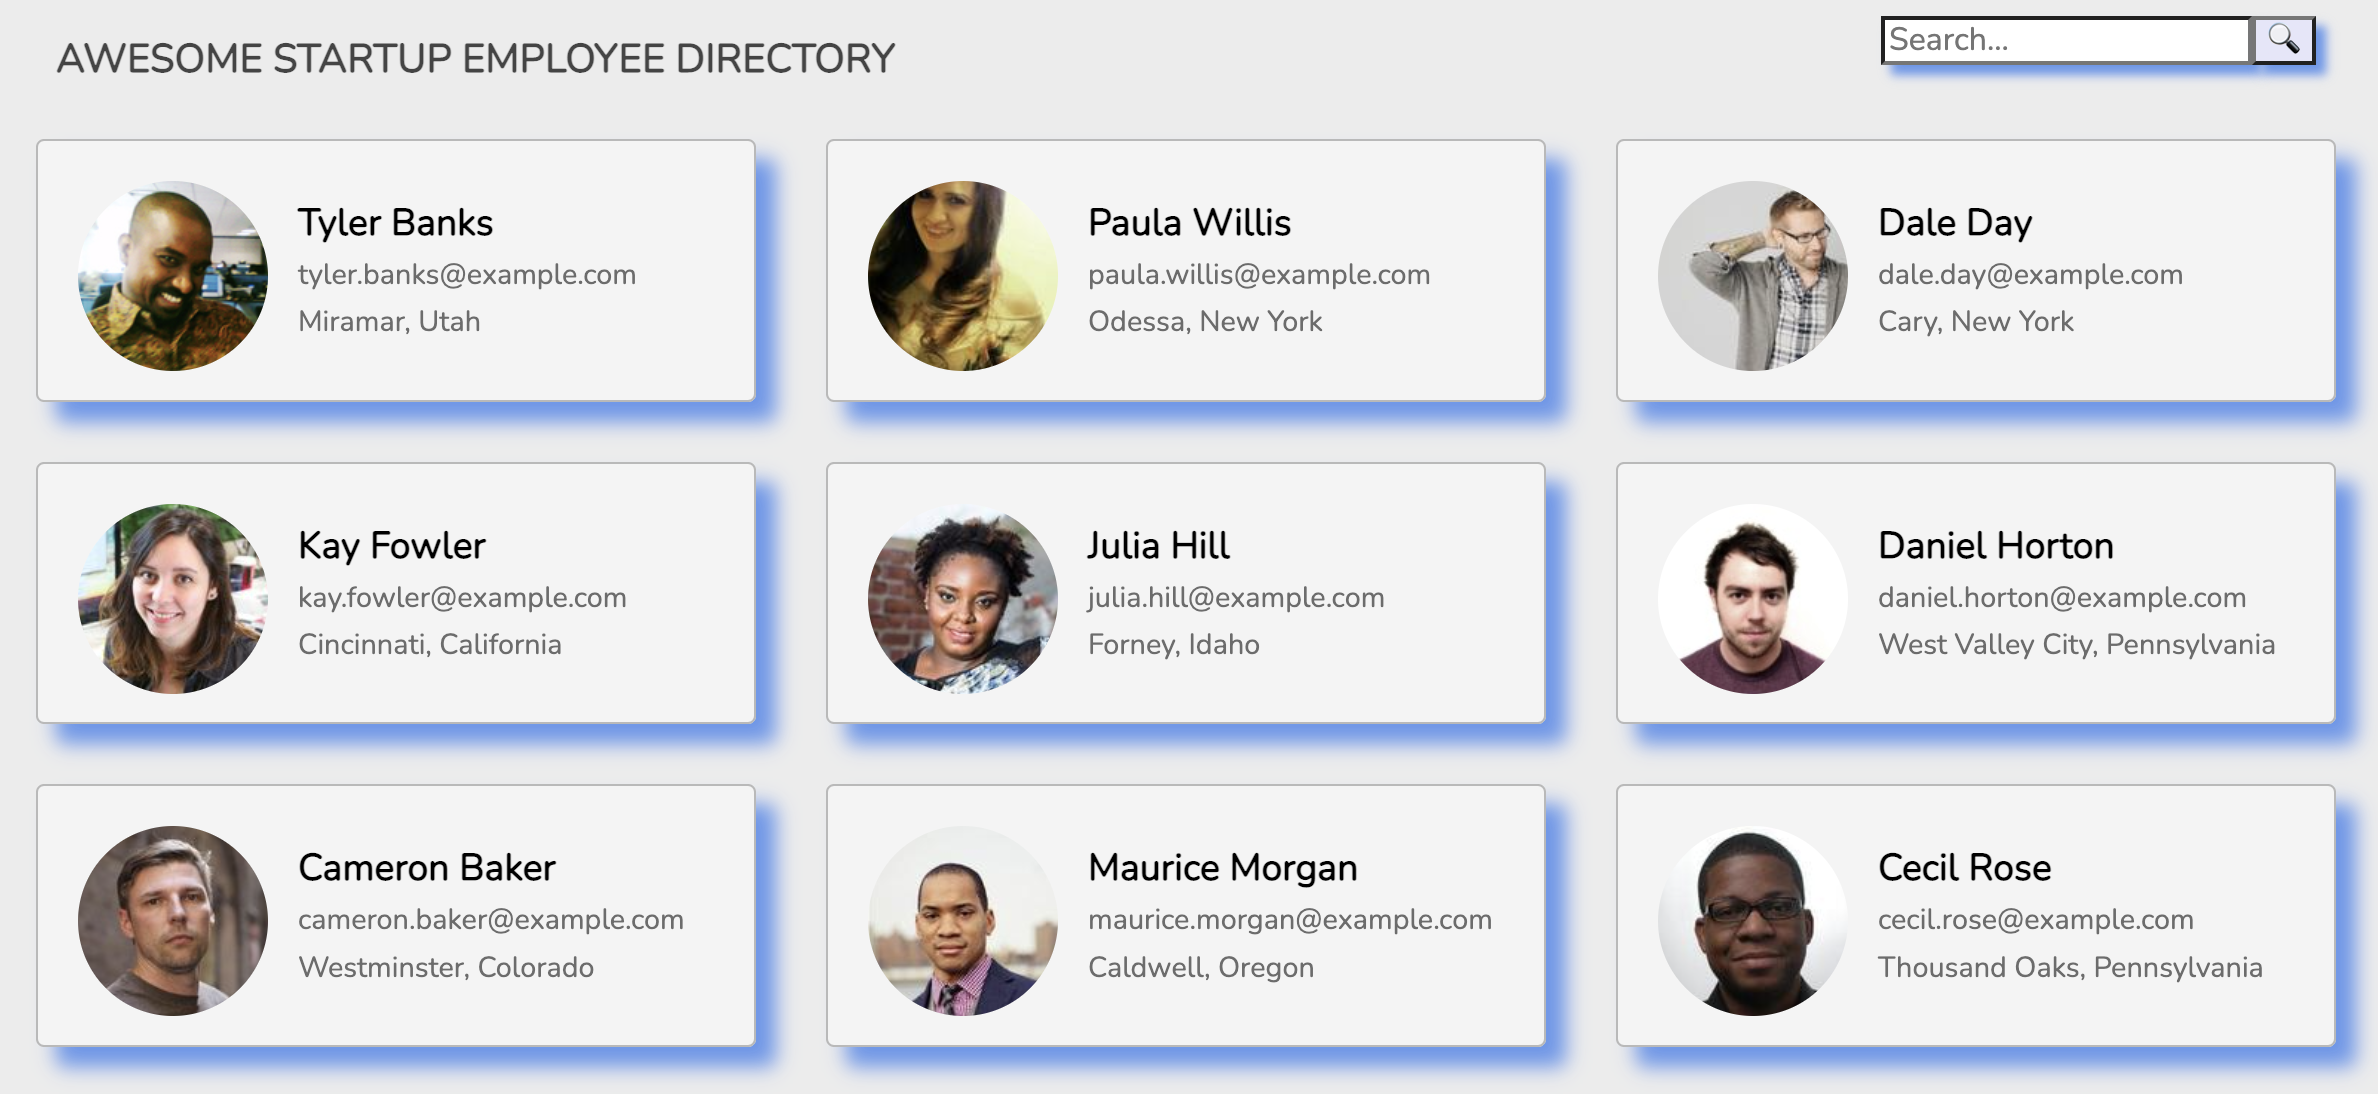 AWESOME STARTUP EMPLOYEE DIRECTORY
Search...
Tyler Banks
tyler.banks@example.com
Miramar, Utah
Paula Willis
paula.willis@example.com
Odessa, New York
Dale Day
dale.day@example.com
Cary, New York
Kay Fowler
kay.fowler@example.com
Cincinnati, California
Julia Hill
julia.hill@example.com
Forney, Idaho
Daniel Horton
daniel.horton@example.com
West Valley City, Pennsylvania
Cameron Baker
cameron.baker@example.com
Westminster, Colorado
Maurice Morgan
maurice.morgan@example.com
Caldwell, Oregon
Cecil Rose
cecil.rose@example.com
Thousand Oaks, Pennsylvania